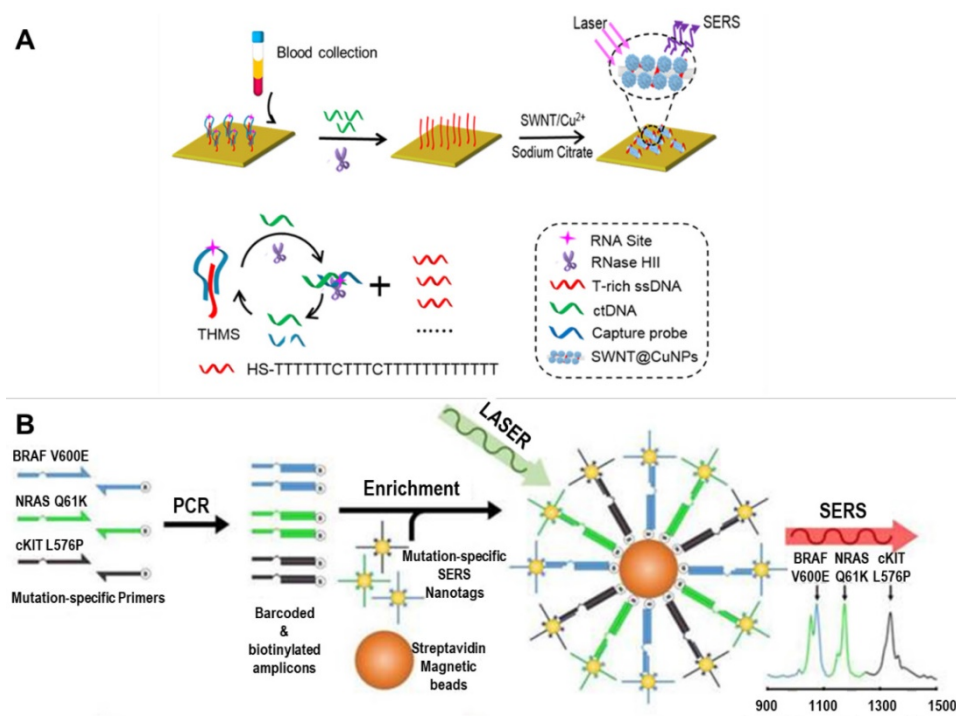 A
Blood collection
Laser
SERS
SWNT/Cu²⁺
Sodium Citrate
THMS
+
......
HS-TTTTTTCTTTCTTTTTTTTTTTT
RNA Site
RNase HII
T-rich ssDNA
ctDNA
Capture probe
SWNT@CuNPs
B
BRAF V600E
NRAS Q61K
cKIT L576P
Mutation-specific Primers
PCR
Barcoded
&
biotinylated
amplicons
Enrichment
Mutation-specific
SERS
Nanotags
Streptavidin
Magnetic
beads
LASER
SERS
BRAF NRAS cKIT
V600E Q61K L576P
900 1100 1300 1500